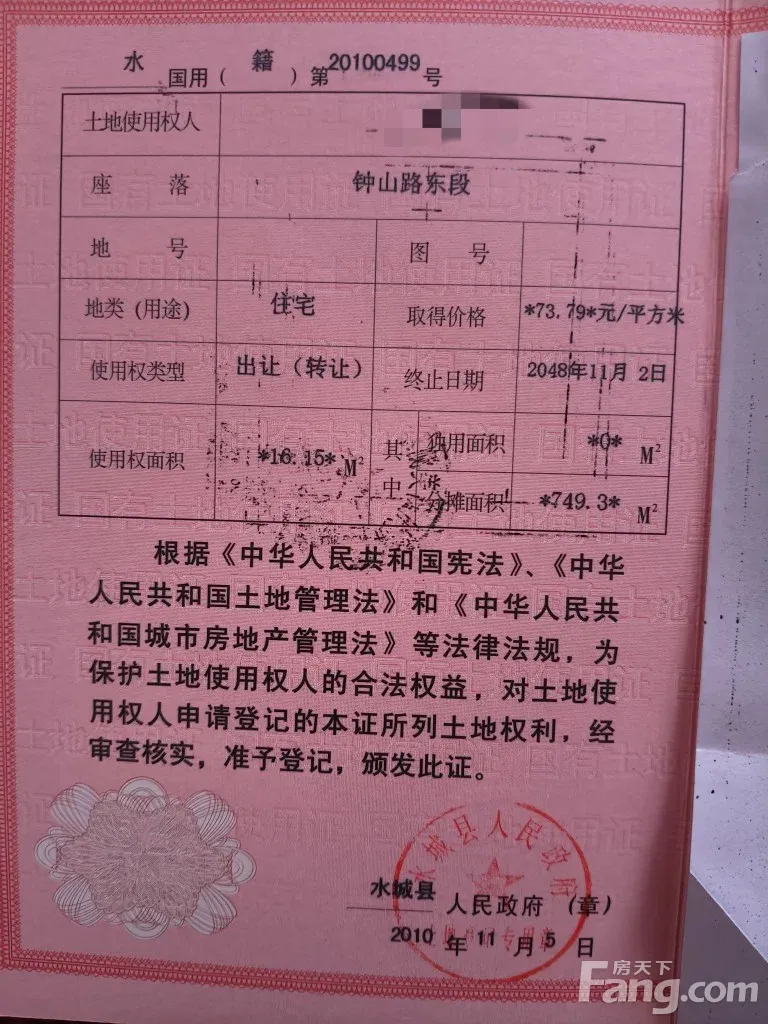 水 国用（ 籍 ）第 20100499 号
土地使用权人
座 落 钟山路东段
地 号 图 号
地类（用途） 住宅 取得价格 *73.79*元/平方米
使用权类型 出让（转让） 终止日期 2048年11月 2日
使用权面积 *16.15* M² 其中 独用面积 *0* M²
分摊面积 *749.3* M²
根据《中华人民共和国宪法》、《中华
人民共和国土地管理法》和《中华人民共
和国城市房地产管理法》等法律法规，为
保护土地使用权人的合法权益，对土地使
用权人申请登记的本证所列土地权利，经
审查核实，准予登记，颁发此证。
水城县人民政府
水城县 人民政府（章）
2010 年 11 月 5 日
房天下
Fang.com